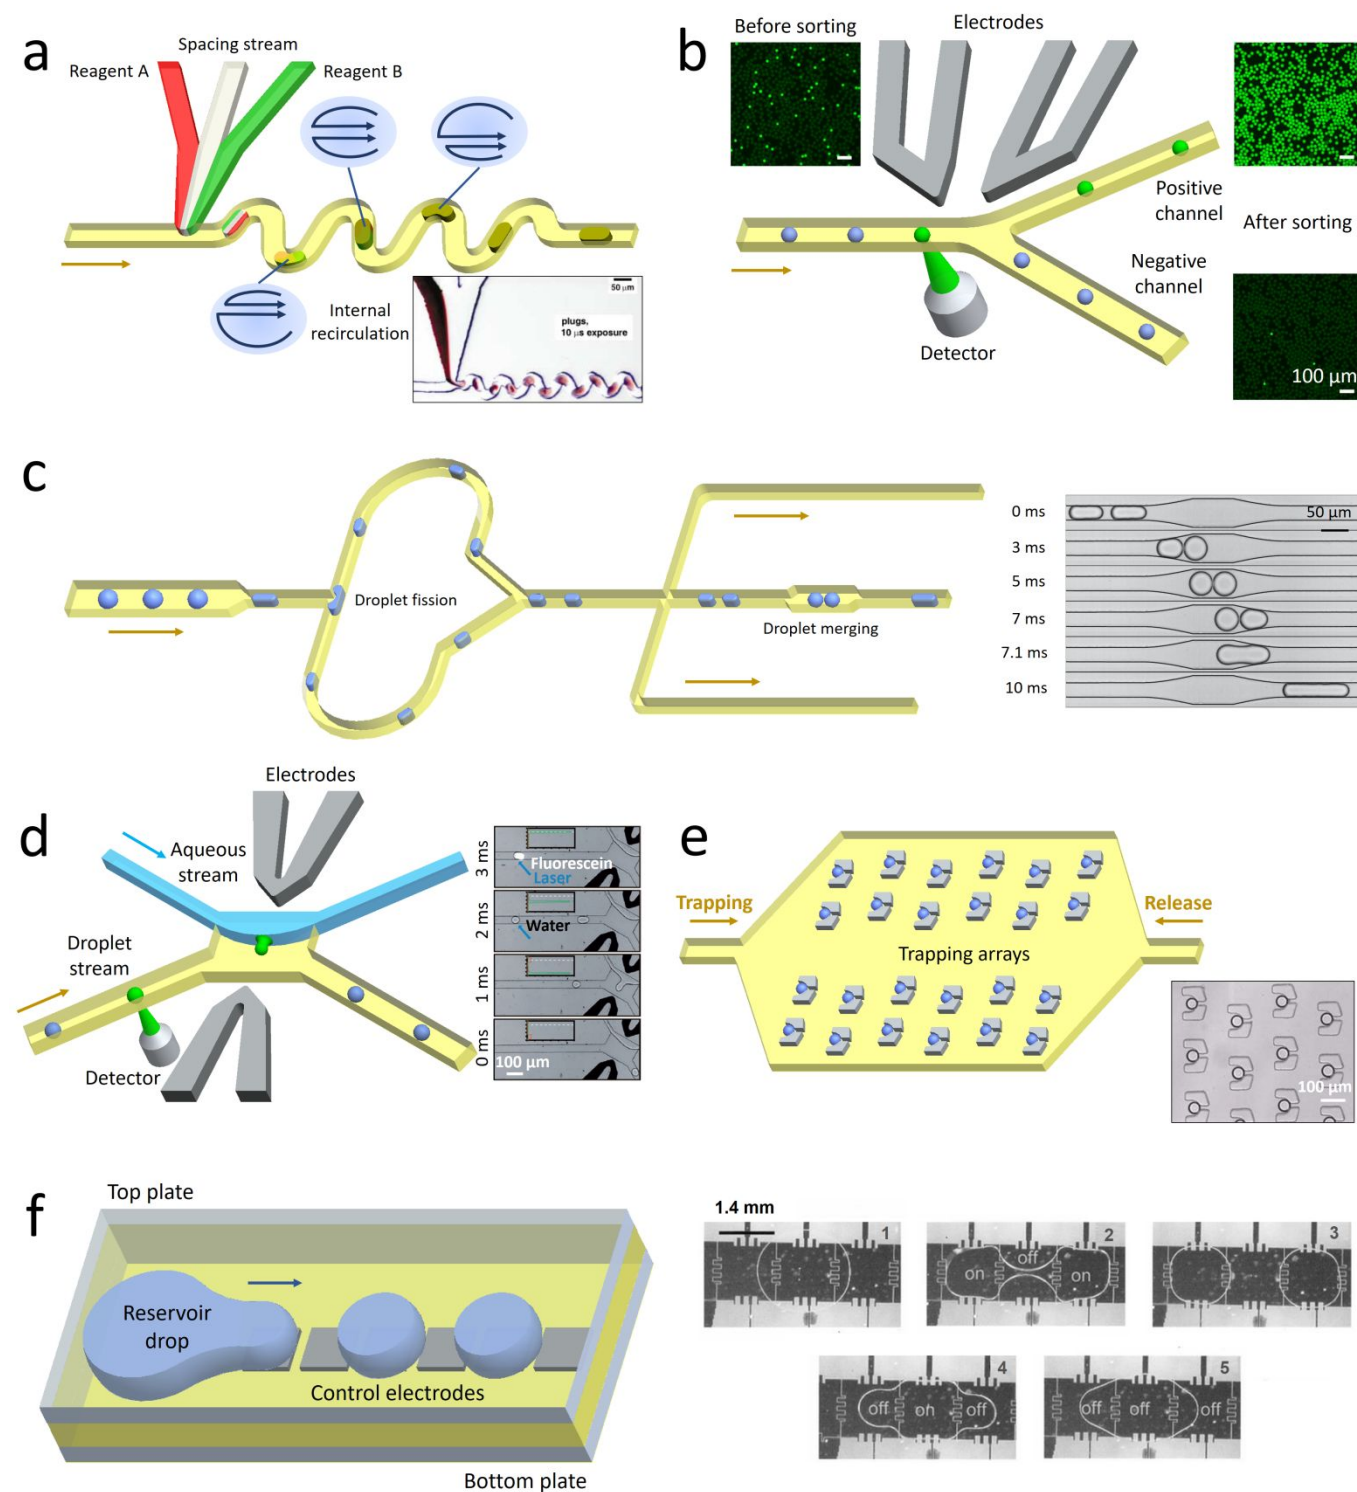 a
Spacing stream
Reagent A
Reagent B
Internal
recirculation
50 μm
plugs,
10 μs exposure
b
Before sorting
Electrodes
Positive
channel
After sorting
Negative
channel
Detector
100 μm
c
Droplet fission
Droplet merging
0 ms
50 μm
3 ms
5 ms
7 ms
7.1 ms
10 ms
d
Electrodes
Aqueous
stream
Droplet
stream
Detector
3 ms
Fluorescein
Laser
2 ms
Water
1 ms
0 ms
100 μm
e
Trapping
Release
Trapping arrays
100 μm
f
Top plate
Reservoir
drop
Control electrodes
Bottom plate
1.4 mm
1
2
off
on
on
3
4
off
on
off
5
off
off
off